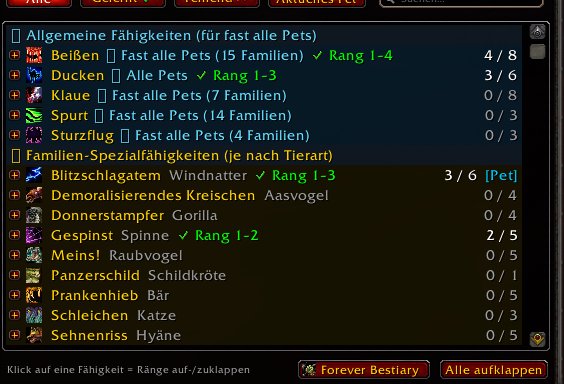 Alle
Gelernt
Fehlend
Aktuelles Pet
Allgemeine Fähigkeiten (für fast alle Pets)
Beißen Fast alle Pets (15 Familien) ✓ Rang 1-4 4 / 8
Ducken Alle Pets ✓ Rang 1-3 3 / 6
Klaue Fast alle Pets (7 Familien) 0 / 8
Spurt Fast alle Pets (14 Familien) 0 / 3
Sturzflug Fast alle Pets (4 Familien) 0 / 3
Familien-Spezialfähigkeiten (je nach Tierart)
Blitzschlagatem Windnatter ✓ Rang 1-3 3 / 6 [Pet]
Demoralisierendes Kreischen Aasvogel 0 / 4
Donnerstampfer Gorilla 0 / 4
Gespinst Spinne ✓ Rang 1-2 2 / 5
Meins! Raubvogel 0 / 5
Panzerschild Schildkröte 0 / 1
Prankenhieb Bär 0 / 5
Schleichen Katze 0 / 3
Sehnenriss Hyäne 0 / 5
Klick auf eine Fähigkeit = Ränge auf-/zuklappen
Forever Bestiary
Alle aufklappen